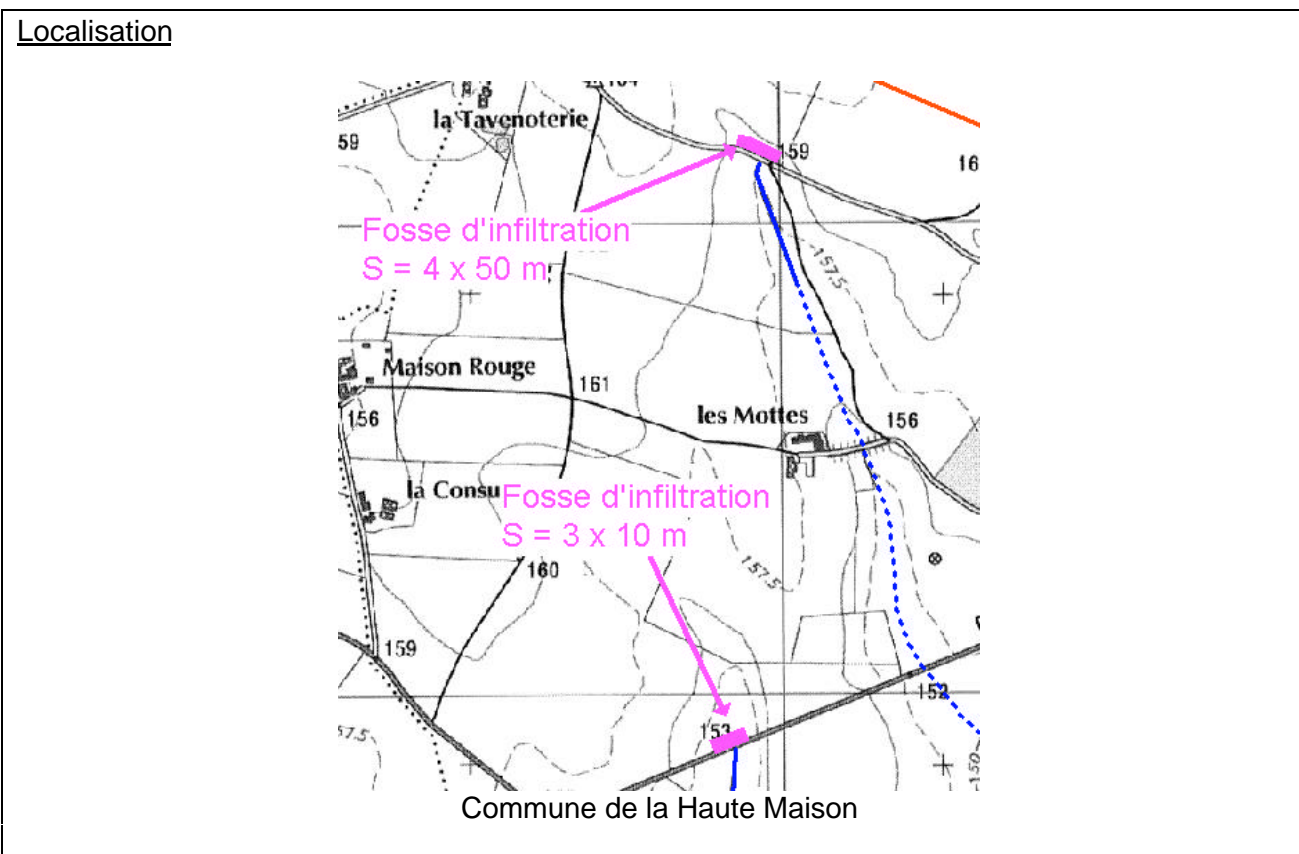 Localisation
la Tavenoterie
59
159
16
Fosse d'infiltration
S = 4 x 50 m
157.5
Maison Rouge
161
156
les Mottes
156
la Consu
Fosse d'infiltration
S = 3 x 10 m
157.5
160
159
152
153
57.5
150
Commune de la Haute Maison